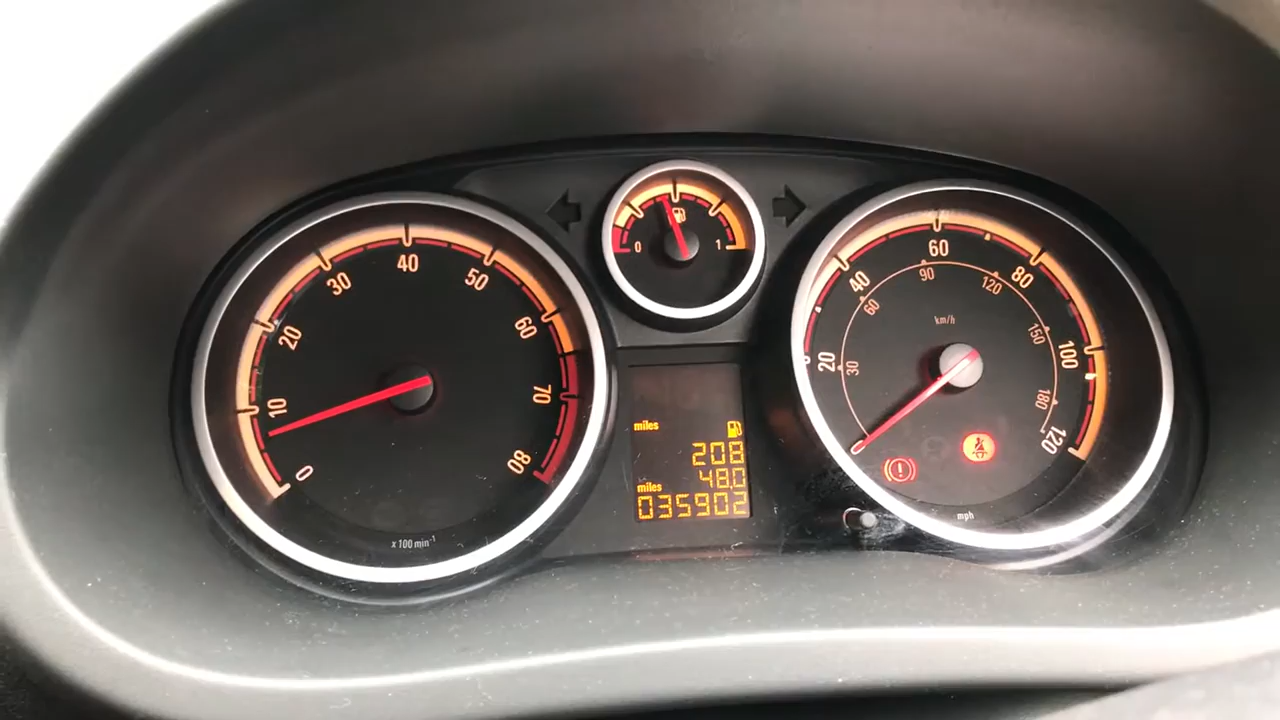 0 10 20 30 40 50 60 70 80
x 100 min-1
0 1
miles
208
48.0
miles
035902
20 40 60 80 100 120
30 60 90 120 150 180
km/h
mph